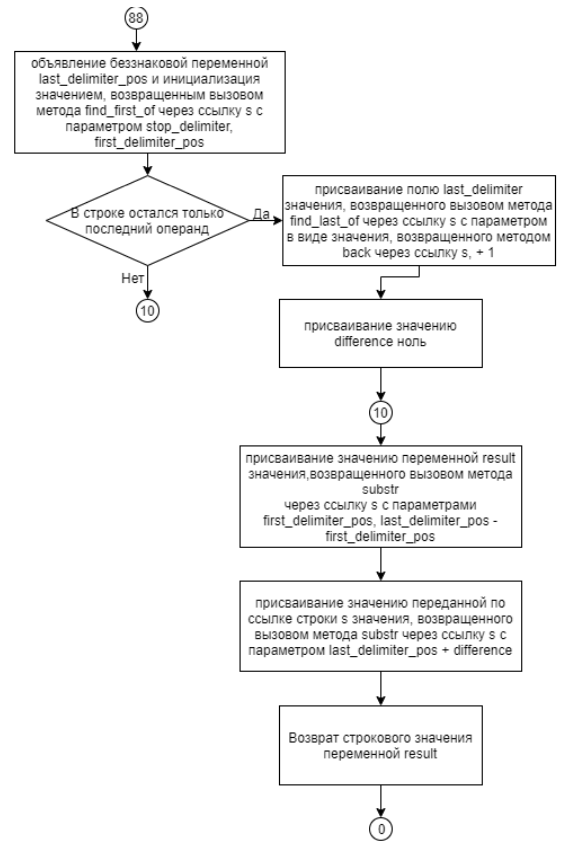 88
объявление беззнаковой переменной
last_delimiter_pos и инициализация
значением, возвращенным вызовом
метода find_first_of через ссылку s с
параметром stop_delimiter,
first_delimiter_pos
В строке остался только
последний операнд
Да
присваивание полю last_delimiter
значения, возвращенного вызовом метода
find_last_of через ссылку s с параметром
в виде значения, возвращенного методом
back через ссылку s, + 1
Нет
10
присваивание значению
difference ноль
10
присваивание значению переменной result
значения,возвращенного вызовом метода
substr
через ссылку s с параметрами
first_delimiter_pos, last_delimiter_pos -
first_delimiter_pos
присваивание значению переданной по
ссылке строки s значения, возвращенного
вызовом метода substr через ссылку s с
параметром last_delimiter_pos + difference
Возврат строкового значения
переменной result
0